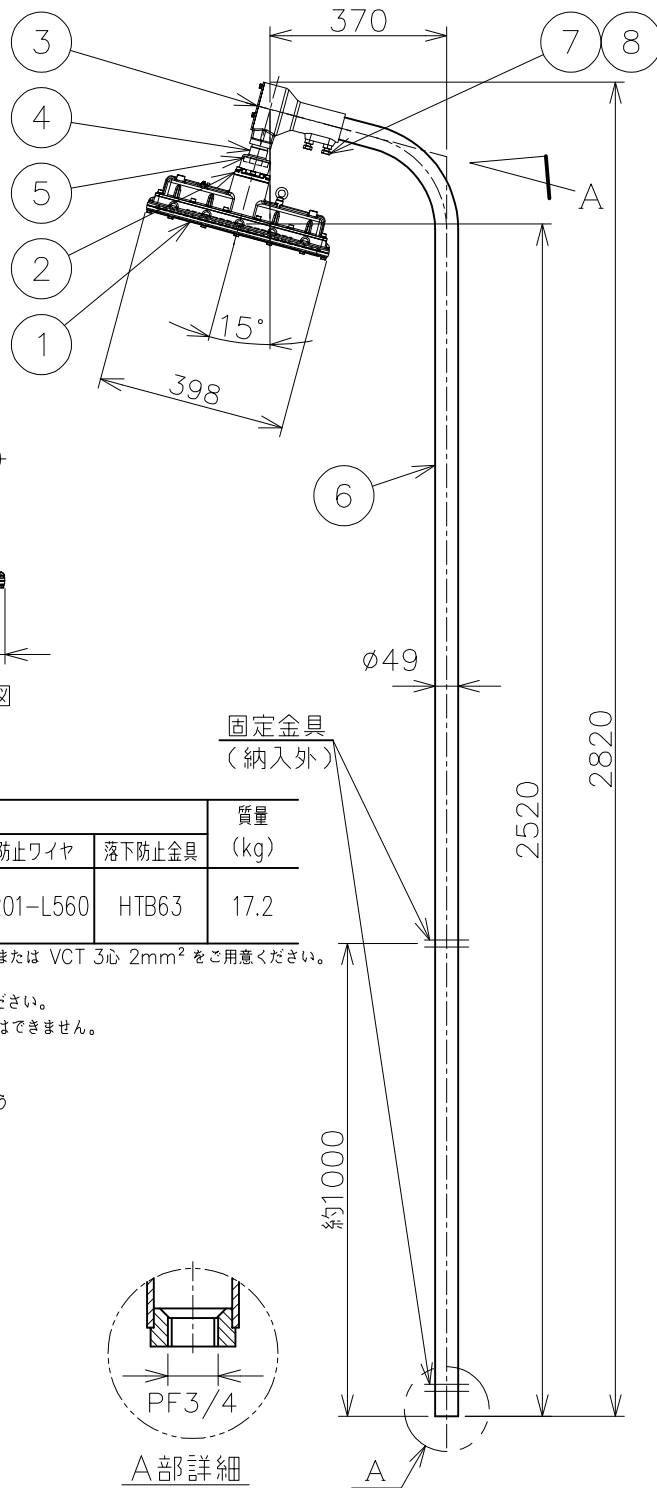 370
3
7
8
4
5
A
2
1
15°
398
6
φ49
固定金具
(納入外)
2820
2520
質量
(kg)
防止ワイヤ
落下防止金具
01-L560
HTB63
17.2
または VCT 3心 2mm² をご用意ください。
ださい。
はできません。
約1000
PF3/4
A部詳細
A